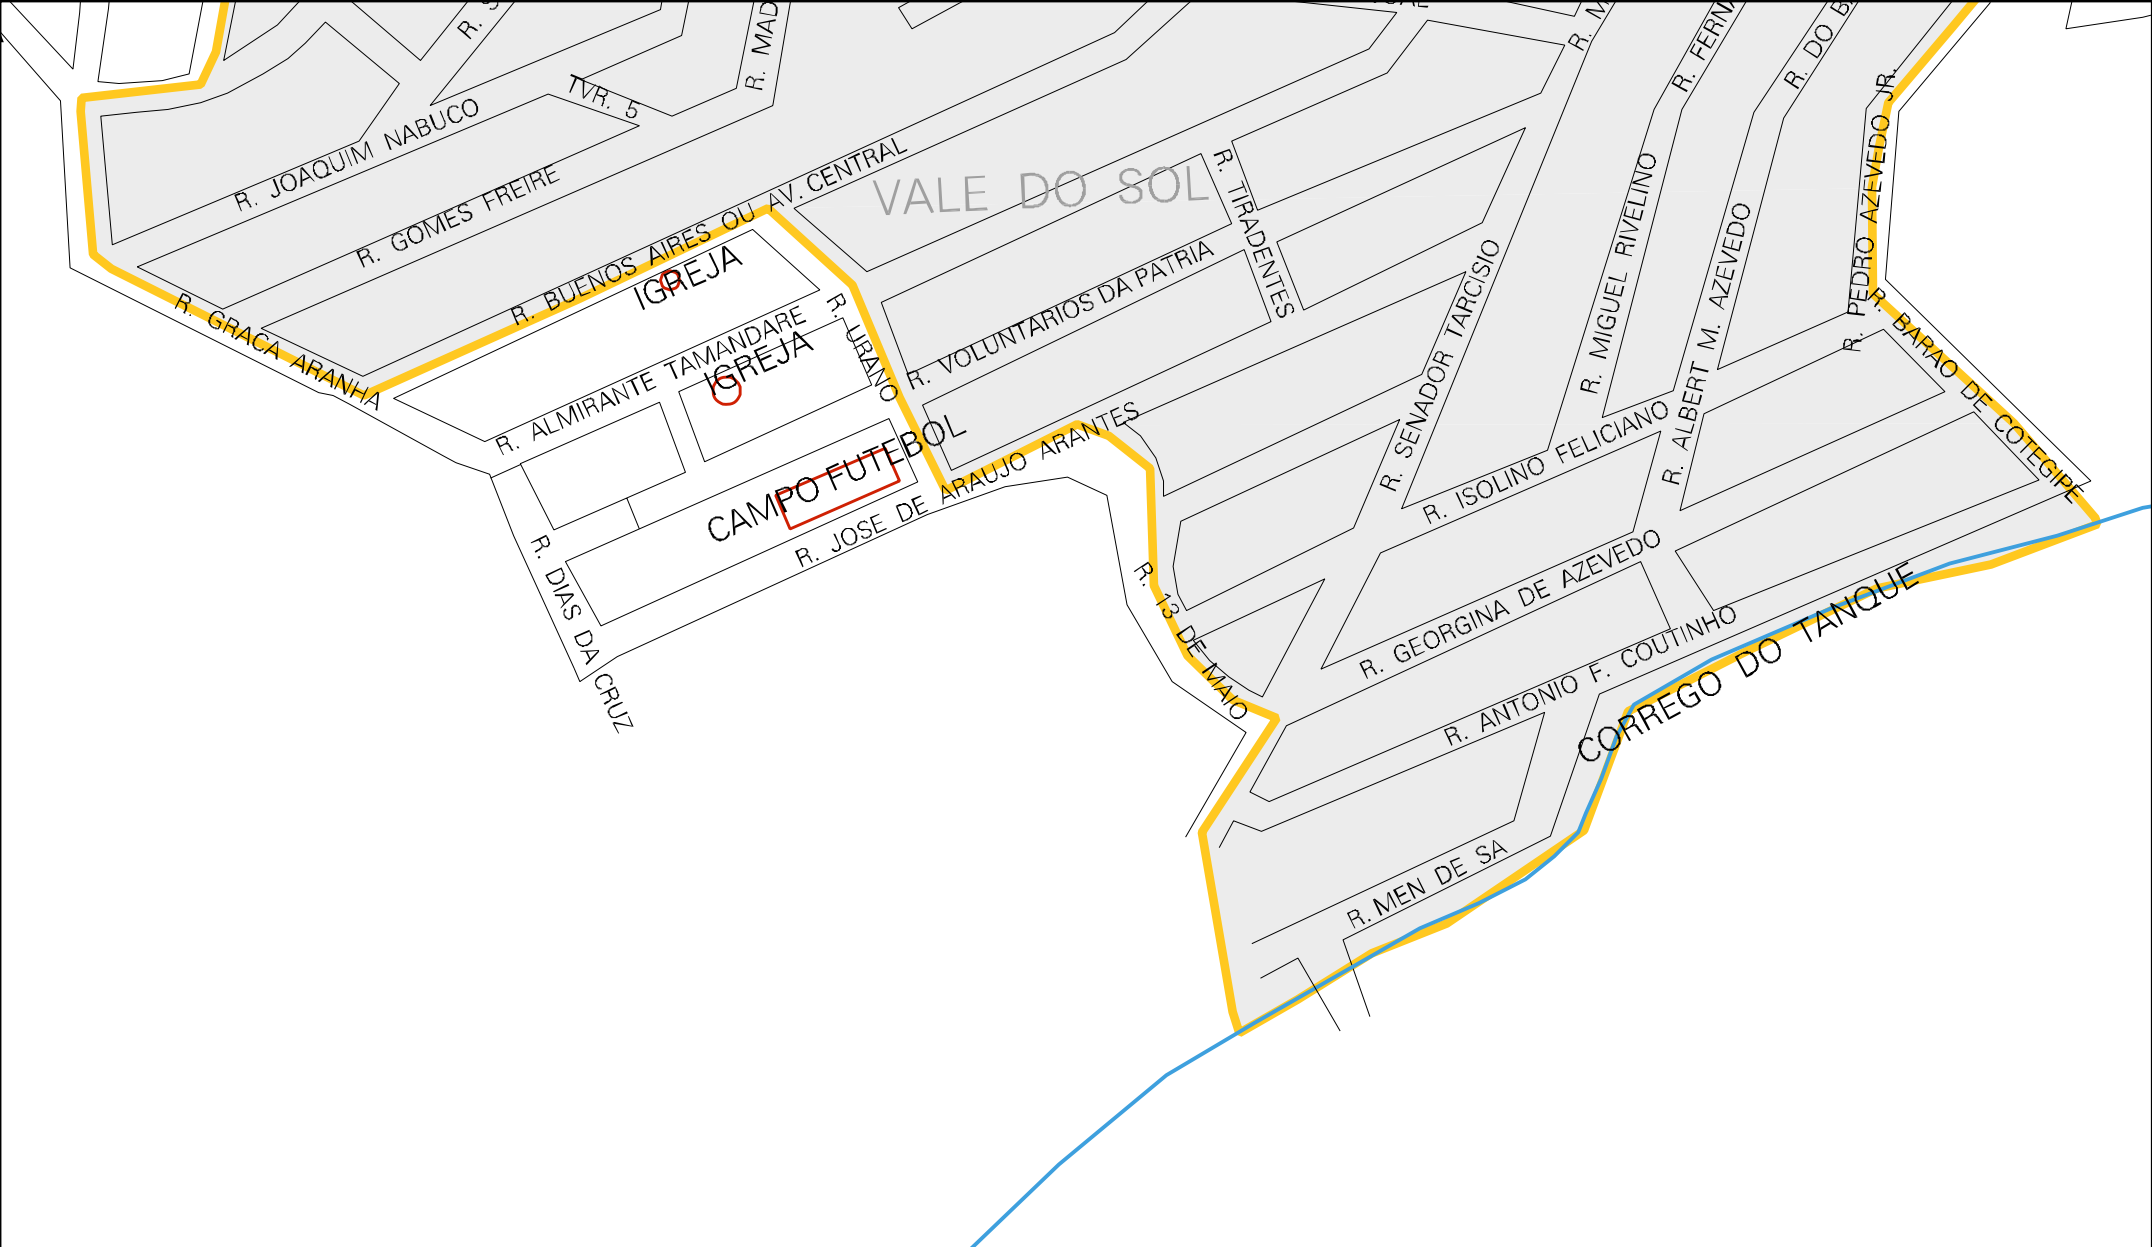 R. MAD
R. M
R. FERNA
R. DO B
TVR. 5
R. JOAQUIM NABUCO
R. GOMES FREIRE
R. BUENOS AIRES OU AV. CENTRAL
VALE DO SOL
R. TIRADENTES
R. PEDRO AZEVEDO JR.
R. MIGUEL RIVELINO
R. ALBERT M. AZEVEDO
R. SENADOR TARCISIO
R. VOLUNTARIOS DA PATRIA
IGREJA
R. GRACA ARANHA
R. ALMIRANTE TAMANDARE
IGREJA
R. URANO
R. BARAO DE COTEGIPE
CAMPO FUTEBOL
R. JOSE DE ARAUJO ARANTES
R. ISOLINO FELICIANO
R. DIAS DA CRUZ
R. 13 DE MAIO
R. GEORGINA DE AZEVEDO
R. ANTONIO F. COUTINHO
CORREGO DO TANQUE
R. MEN DE SA